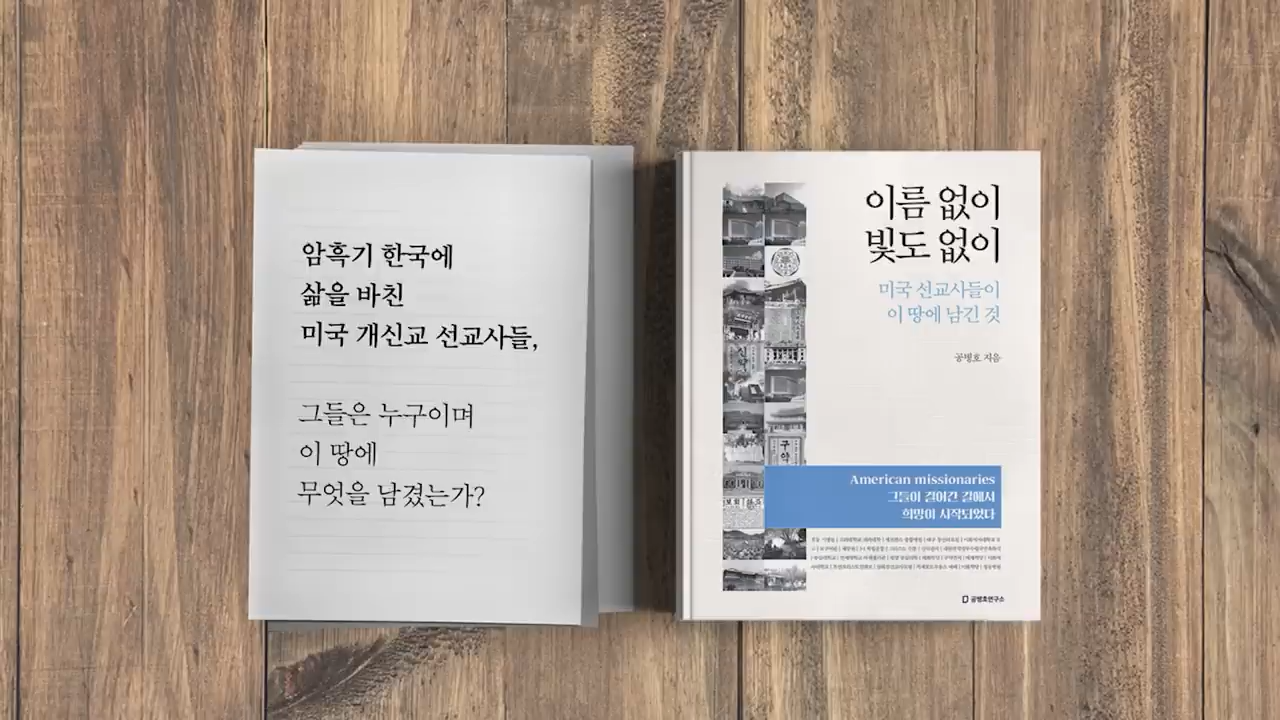 암흑기 한국에
삶을 바친
미국 개신교 선교사들,
그들은 누구이며
이 땅에
무엇을 남겼는가?
이름 없이
빛도 없이
미국 선교사들이
이 땅에 남긴 것
공병호 지음
구약
American missionaries
그들이 걸어간 길에서
희망이 시작되었다
공병호연구소